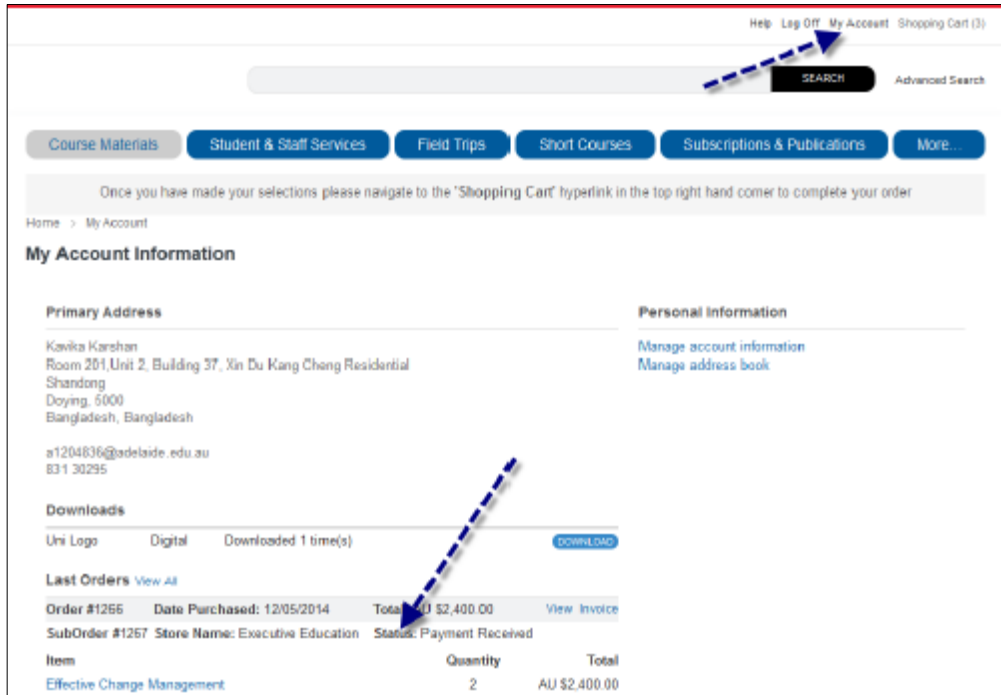 Help Log Off My Account Shopping Cart (3)
SEARCH Advanced Search
Course Materials Student & Staff Services Field Trips Short Courses Subscriptions & Publications More...
Once you have made your selections please navigate to the 'Shopping Cart' hyperlink in the top right hand corner to complete your order
Home > My Account
My Account Information
Primary Address Personal Information
Kavika Karshan Manage account information
Room 201,Unit 2, Building 37, Xin Du Kang Cheng Residential Manage address book
Shandong
Doying, 5000
Bangladesh, Bangladesh
a1204836@adelaide.edu.au
831 30295
Downloads
Uni Logo Digital Downloaded 1 time(s) DOWNLOAD
Last Orders View All
Order #1266 Date Purchased: 12/05/2014 Total: AU $2,400.00 View Invoice
SubOrder #1267 Store Name: Executive Education Status: Payment Received
Item Quantity Total
Effective Change Management 2 AU $2,400.00